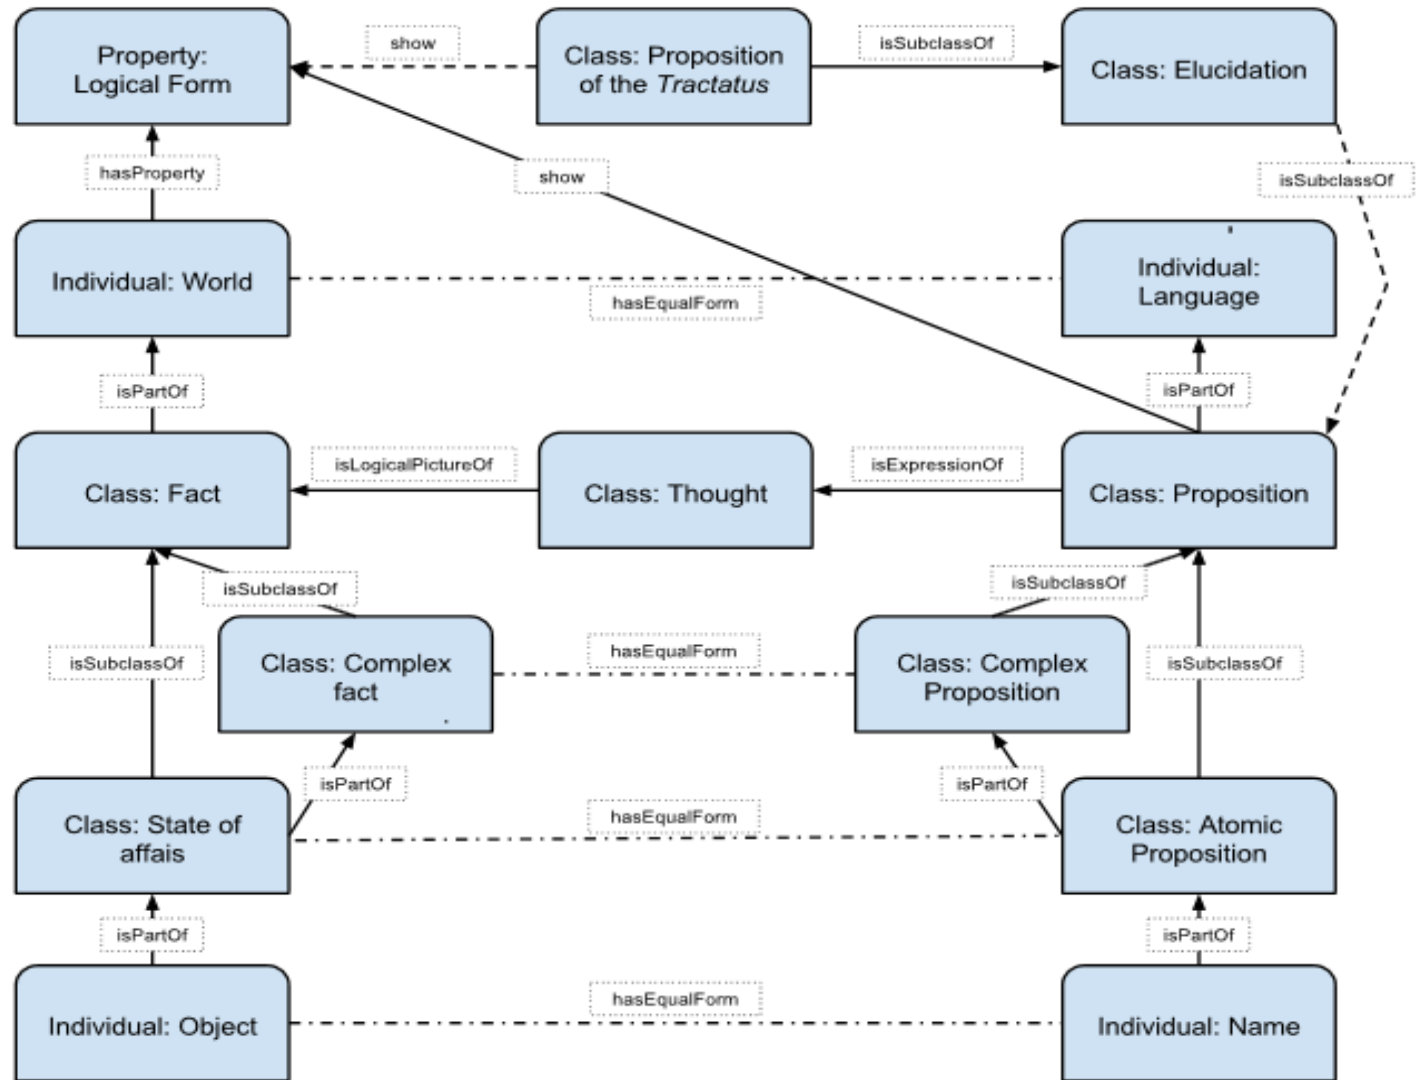 Property:
Logical Form
show
Class: Proposition
of the Tractatus
isSubclassOf
Class: Elucidation
hasProperty
show
isSubclassOf
Individual: World
hasEqualForm
Individual:
Language
isPartOf
isPartOf
Class: Fact
isLogicalPictureOf
Class: Thought
isExpressionOf
Class: Proposition
isSubclassOf
isSubclassOf
isSubclassOf
Class: Complex
fact
hasEqualForm
Class: Complex
Proposition
isSubclassOf
isPartOf
isPartOf
Class: State of
affais
hasEqualForm
Class: Atomic
Proposition
isPartOf
isPartOf
Individual: Object
hasEqualForm
Individual: Name